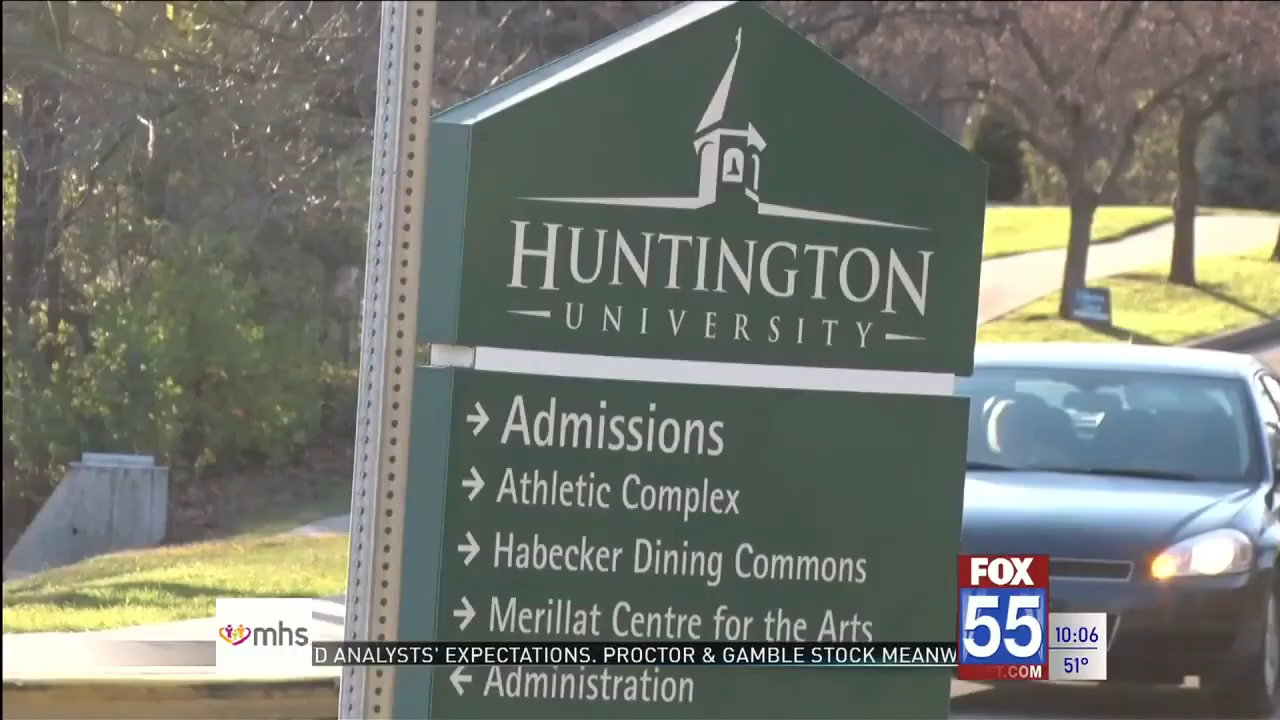 HUNTINGTON
UNIVERSITY
→ Admissions
→ Athletic Complex
→ Habecker Dining Commons
→ Merillat Centre for the Arts
← Administration
mhs
D ANALYSTS' EXPECTATIONS. PROCTOR & GAMBLE STOCK MEANW
FOX
55
.COM
10:06
51°